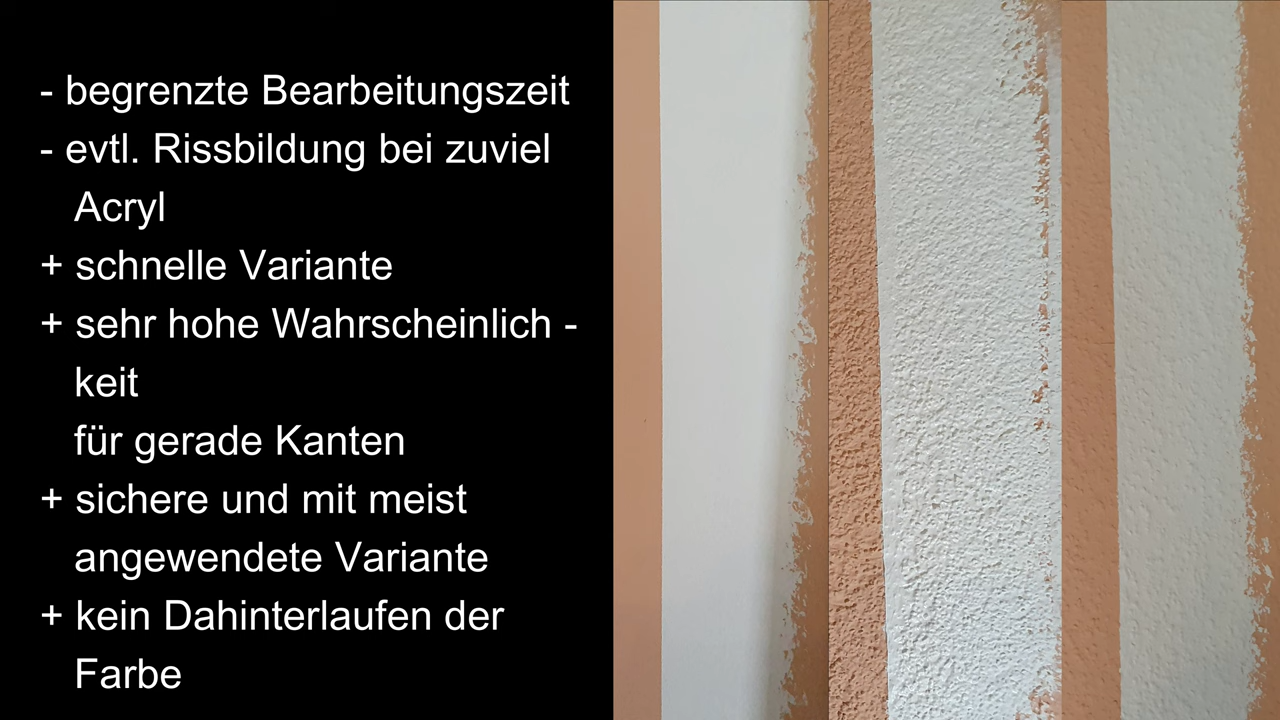 - begrenzte Bearbeitungszeit
- evtl. Rissbildung bei zuviel
Acryl
+ schnelle Variante
+ sehr hohe Wahrscheinlich -
keit
für gerade Kanten
+ sichere und mit meist
angewendete Variante
+ kein Dahinterlaufen der
Farbe